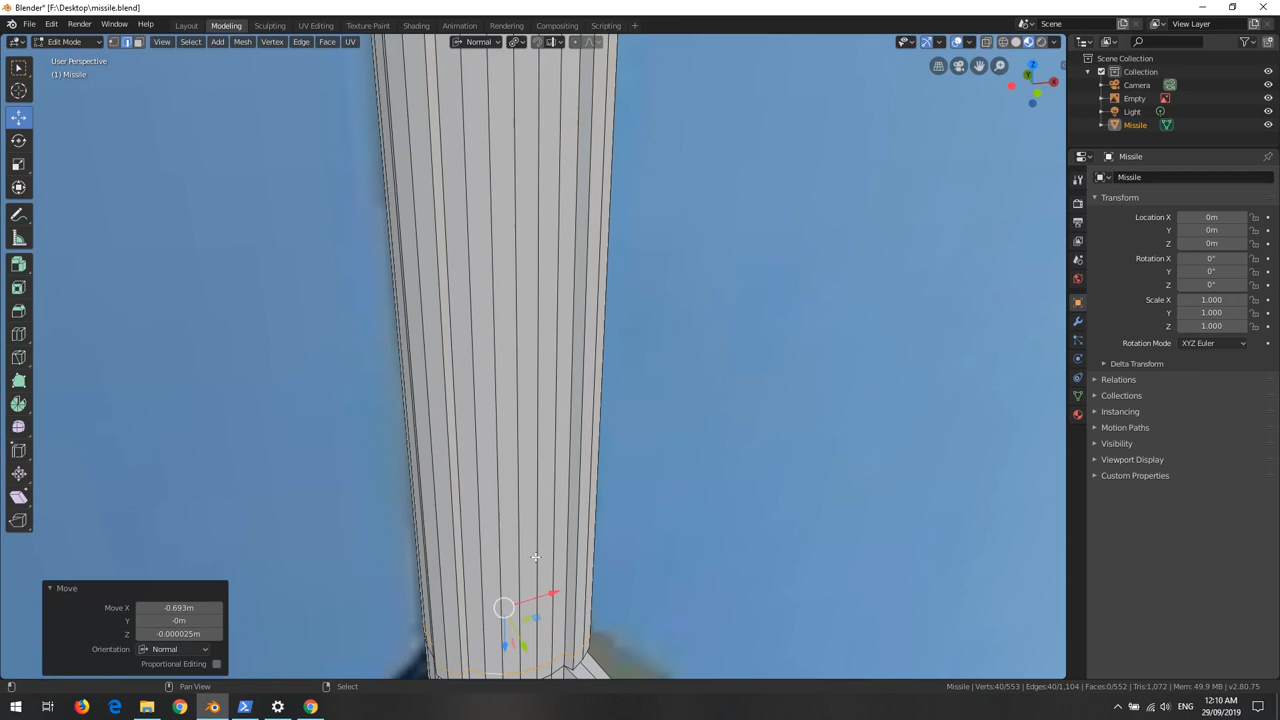 Blender* [F:\Desktop\missile.blend]
File Edit Render Window Help Layout Modeling Sculpting UV Editing Texture Paint Shading Animation Rendering Compositing Scripting + Scene View Layer
Edit Mode View Select Add Mesh Vertex Edge Face UV Normal
User Perspective
(1) Missile
Z
Y
X
Scene Collection
Collection
Camera
Empty
Light
Missile
Missile
Missile
Transform
Location X 0m
Y 0m
Z 0m
Rotation X 0°
Y 0°
Z 0°
Scale X 1.000
Y 1.000
Z 1.000
Rotation Mode XYZ Euler
Delta Transform
Relations
Collections
Instancing
Motion Paths
Visibility
Viewport Display
Custom Properties
Move
Move X -0.693m
Y -0m
Z -0.000025m
Orientation Normal
Proportional Editing
Pan View Select Missile | Verts:40/553 | Edges:40/1,104 | Faces:0/552 | Tris:1,072 | Mem: 49.9 MB | v2.80.75
ENG 12:10 AM
29/09/2019